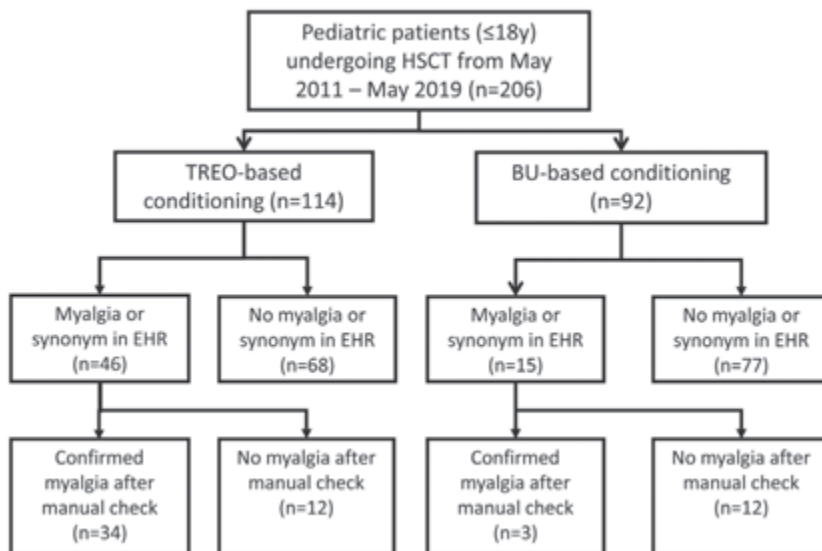 Pediatric patients (≤18y)
undergoing HSCT from May
2011 – May 2019 (n=206)
TREO-based
conditioning (n=114)
BU-based conditioning
(n=92)
Myalgia or
synonym in EHR
(n=46)
No myalgia or
synonym in EHR
(n=68)
Myalgia or
synonym in EHR
(n=15)
No myalgia or
synonym in EHR
(n=77)
Confirmed
myalgia after
manual check
(n=34)
No myalgia after
manual check
(n=12)
Confirmed
myalgia after
manual check
(n=3)
No myalgia after
manual check
(n=12)